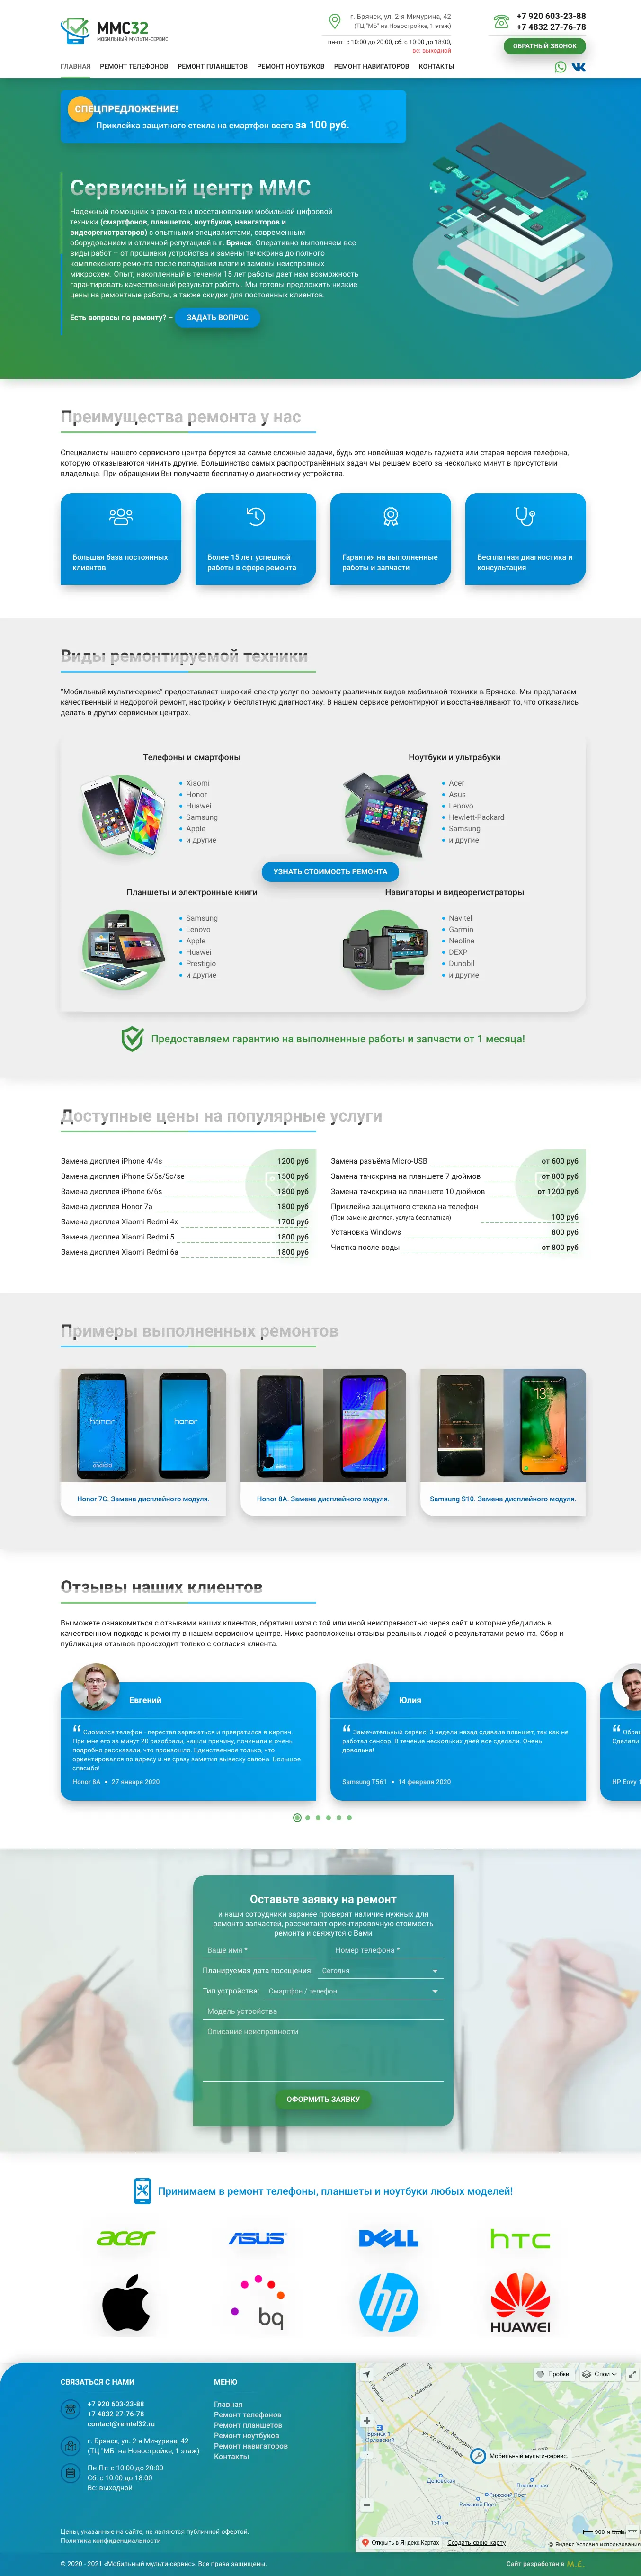 ММС32
МОБИЛЬНЫЙ МУЛЬТИ-СЕРВИС
г. Брянск, ул. 2-я Мичурина, 42
(ТЦ "МБ" на Новостройке, 1 этаж)
пн-пт: с 10:00 до 20:00, сб: с 10:00 до 18:00,
вс: выходной
+7 920 603-23-88
+7 4832 27-76-78
ОБРАТНЫЙ ЗВОНОК
ГЛАВНАЯ РЕМОНТ ТЕЛЕФОНОВ РЕМОНТ ПЛАНШЕТОВ РЕМОНТ НОУТБУКОВ РЕМОНТ НАВИГАТОРОВ КОНТАКТЫ
СПЕЦПРЕДЛОЖЕНИЕ!
Приклейка защитного стекла на смартфон всего за 100 руб.
Сервисный центр ММС
Надежный помощник в ремонте и восстановлении мобильной цифровой
техники (смартфонов, планшетов, ноутбуков, навигаторов и
видеорегистраторов) с опытными специалистами, современным
оборудованием и отличной репутацией в г. Брянск. Оперативно выполняем все
виды работ – от прошивки устройства и замены тачскрина до полного
комплексного ремонта после попадания влаги и замены неисправных
микросхем. Опыт, накопленный в течении 15 лет работы дает нам возможность
гарантировать качественный результат работы. Мы готовы предложить низкие
цены на ремонтные работы, а также скидки для постоянных клиентов.
Есть вопросы по ремонту? – ЗАДАТЬ ВОПРОС
Преимущества ремонта у нас
Специалисты нашего сервисного центра берутся за самые сложные задачи, будь это новейшая модель гаджета или старая версия телефона,
которую отказываются чинить другие. Большинство самых распространённых задач мы решаем всего за несколько минут в присутствии
владельца. При обращении Вы получаете бесплатную диагностику устройства.
Большая база постоянных
клиентов
Более 15 лет успешной
работы в сфере ремонта
Гарантия на выполненные
работы и запчасти
Бесплатная диагностика и
консультация
Виды ремонтируемой техники
"Мобильный мульти-сервис" предоставляет широкий спектр услуг по ремонту различных видов мобильной техники в Брянске. Мы предлагаем
качественный и недорогой ремонт, настройку и бесплатную диагностику. В нашем сервисе ремонтируют и восстанавливают то, что отказались
делать в других сервисных центрах.
Телефоны и смартфоны
Xiaomi
Honor
Huawei
Samsung
Apple
и другие
Ноутбуки и ультрабуки
Acer
Asus
Lenovo
Hewlett-Packard
Samsung
и другие
УЗНАТЬ СТОИМОСТЬ РЕМОНТА
Планшеты и электронные книги
Samsung
Lenovo
Apple
Huawei
Prestigio
и другие
Навигаторы и видеорегистраторы
Navitel
Garmin
Neoline
DEXP
Dunobil
и другие
Предоставляем гарантию на выполненные работы и запчасти от 1 месяца!
Доступные цены на популярные услуги
Замена дисплея iPhone 4/4s 1200 руб
Замена дисплея iPhone 5/5s/5c/se 1500 руб
Замена дисплея iPhone 6/6s 1800 руб
Замена дисплея Honor 7a 1800 руб
Замена дисплея Xiaomi Redmi 4x 1700 руб
Замена дисплея Xiaomi Redmi 5 1800 руб
Замена дисплея Xiaomi Redmi 6a 1800 руб
Замена разъёма Micro-USB от 600 руб
Замена тачскрина на планшете 7 дюймов от 800 руб
Замена тачскрина на планшете 10 дюймов от 1200 руб
Приклейка защитного стекла на телефон
(При замене дисплея, услуга бесплатная) 100 руб
Установка Windows 800 руб
Чистка после воды от 800 руб
Примеры выполненных ремонтов
honor
android
honor
3:51
Honor 7C. Замена дисплейного модуля.
Honor 8A. Замена дисплейного модуля.
Samsung S10. Замена дисплейного модуля.
Отзывы наших клиентов
Вы можете ознакомиться с отзывами наших клиентов, обратившихся с той или иной неисправностью через сайт и которые убедились в
качественном подходе к ремонту в нашем сервисном центре. Ниже расположены отзывы реальных людей с результатами ремонта. Сбор и
публикация отзывов происходит только с согласия клиента.
Евгений
“ Сломался телефон - перестал заряжаться и превратился в кирпич.
При мне его за минут 20 разобрали, нашли причину, починили и очень
подробно рассказали, что произошло. Единственное только, что
ориентировался по адресу и не сразу заметил вывеску салона. Большое
спасибо!
Honor 8A • 27 января 2020
Юлия
“ Замечательный сервис! 3 недели назад сдавала планшет, так как не
работал сенсор. В течение нескольких дней все сделали. Очень
довольна!
Samsung T561 • 14 февраля 2020
Сделали
HP Envy
Оставьте заявку на ремонт
и наши сотрудники заранее проверят наличие нужных для
ремонта запчастей, рассчитают ориентировочную стоимость
ремонта и свяжутся с Вами
Ваше имя * Номер телефона *
Планируемая дата посещения: Сегодня
Тип устройства: Смартфон / телефон
Модель устройства
Описание неисправности
ОФОРМИТЬ ЗАЯВКУ
Принимаем в ремонт телефоны, планшеты и ноутбуки любых моделей!
acer
ASUS
DELL
hTC
bq
hp
HUAWEI
СВЯЗАТЬСЯ С НАМИ
+7 920 603-23-88
+7 4832 27-76-78
contact@remtel32.ru
г. Брянск, ул. 2-я Мичурина, 42
(ТЦ "МБ" на Новостройке, 1 этаж)
Пн-Пт: с 10:00 до 20:00
Сб: с 10:00 до 18:00
Вс: выходной
МЕНЮ
Главная
Ремонт телефонов
Ремонт планшетов
Ремонт ноутбуков
Ремонт навигаторов
Контакты
Пробки
Слои
Мобильный мульти-сервис.
Деповская
Полпинская
Рижский Пост
Рижский Пост
131 км
900 м
Открыть в Яндекс.Картах
Создать свою карту
© Яндекс Условия использования
Цены, указанные на сайте, не являются публичной офертой.
Политика конфиденциальности
© 2020 - 2021 «Мобильный мульти-сервис». Все права защищены.
Сайт разработан в M.E.